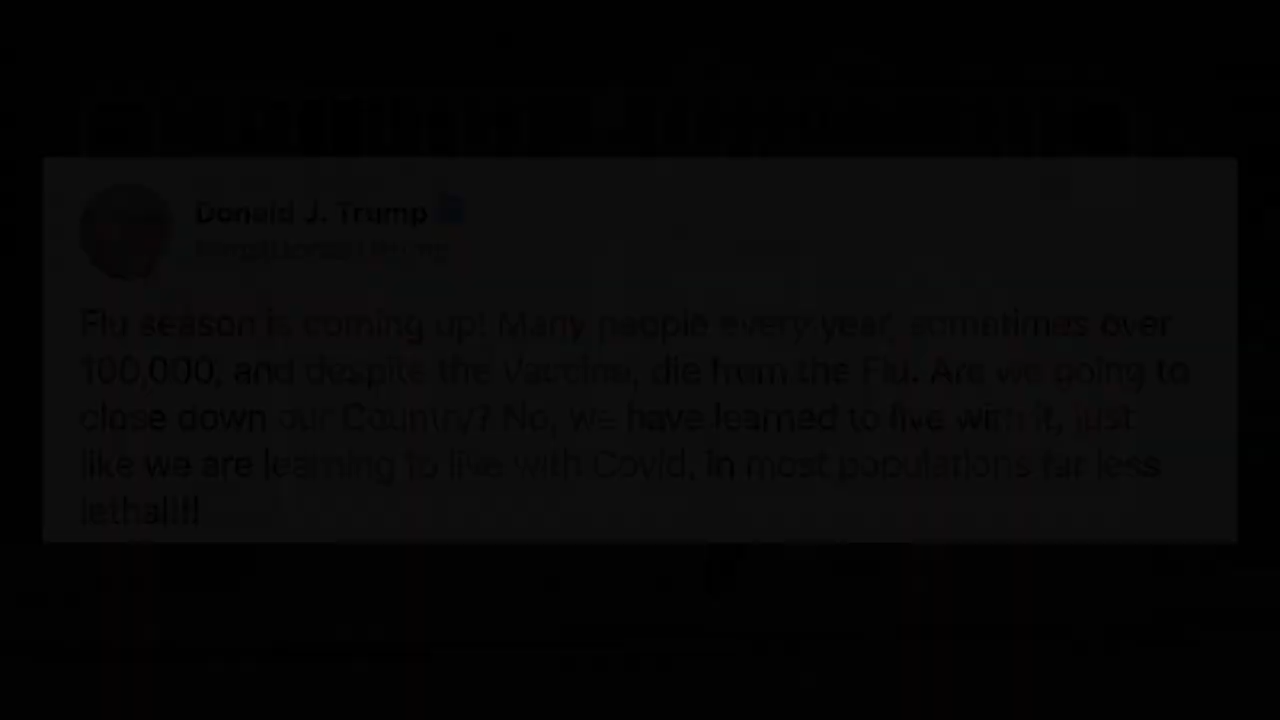 Donald J. Trump
@realDonaldTrump
Flu season is coming up! Many people every year, sometimes over
100,000, and despite the Vaccine, die from the Flu. Are we going to
close down our Country? No, we have learned to live with it, just
like we are learning to live with Covid, in most populations far less
lethal!!!